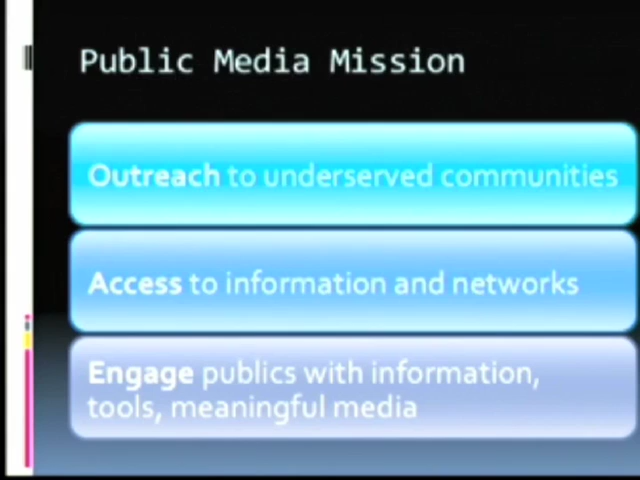 Public Media Mission
Outreach to underserved communities
Access to information and networks
Engage publics with information,
tools, meaningful media